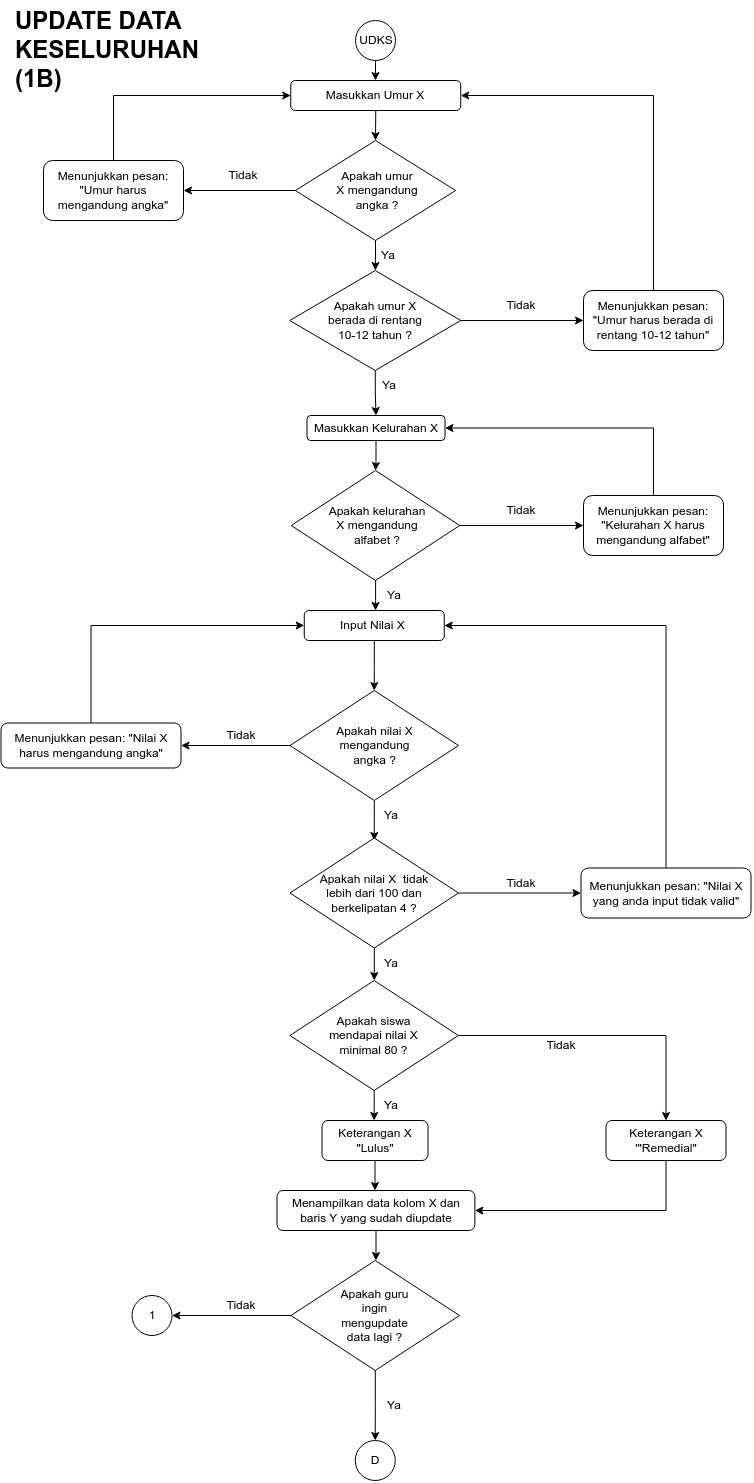 UPDATE DATA
KESELURUHAN
(1B)
UDKS
Masukkan Umur X
Tidak
Menunjukkan pesan:
"Umur harus
mengandung angka"
Apakah umur
X mengandung
angka ?
Ya
Apakah umur X
berada di rentang
10-12 tahun ?
Tidak
Menunjukkan pesan:
"Umur harus berada di
rentang 10-12 tahun"
Ya
Masukkan Kelurahan X
Apakah kelurahan
X mengandung
alfabet ?
Tidak
Menunjukkan pesan:
"Kelurahan X harus
mengandung alfabet"
Ya
Input Nilai X
Menunjukkan pesan: "Nilai X
harus mengandung angka"
Tidak
Apakah nilai X
mengandung
angka ?
Ya
Apakah nilai X  tidak
lebih dari 100 dan
berkelipatan 4 ?
Tidak
Menunjukkan pesan: "Nilai X
yang anda input tidak valid"
Ya
Apakah siswa
mendapai nilai X
minimal 80 ?
Tidak
Ya
Keterangan X
"Lulus"
Keterangan X
'"Remedial"
Menampilkan data kolom X dan
baris Y yang sudah diupdate
1
Tidak
Apakah guru
ingin
mengupdate
data lagi ?
Ya
D